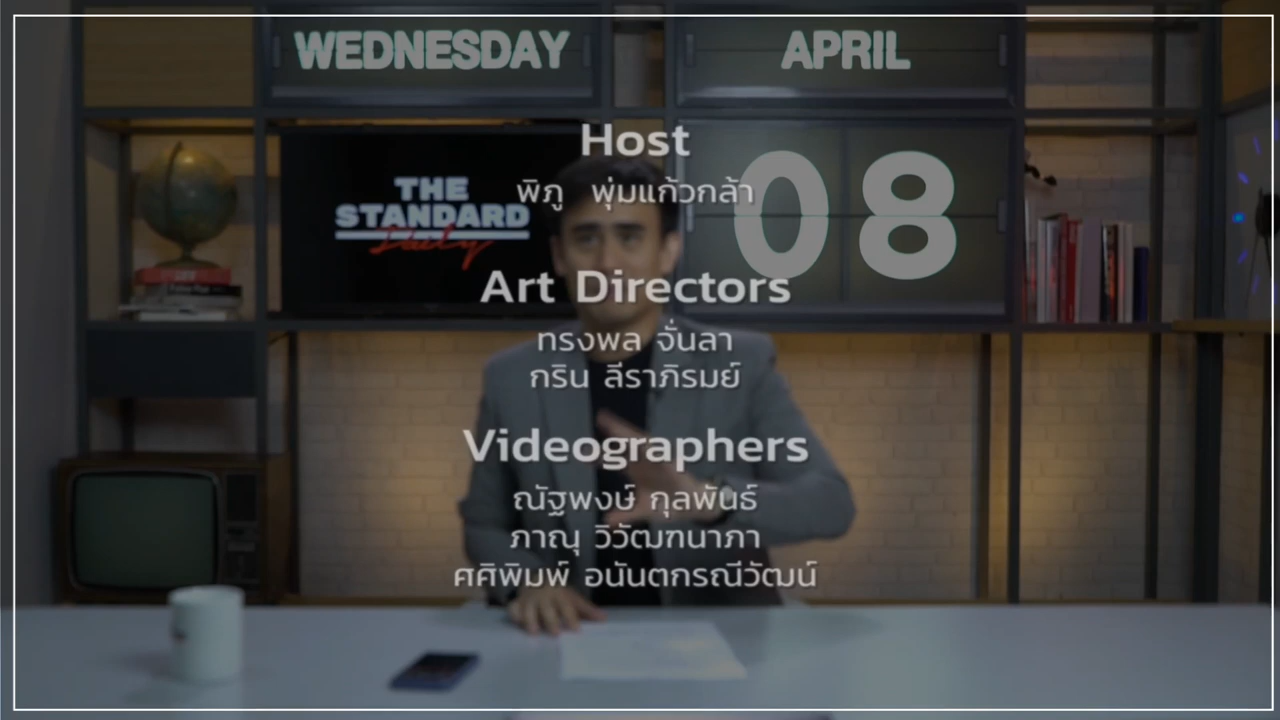 WEDNESDAY
APRIL
08
THE
STANDARD
Daily
Host
พิภู พุ่มแก้วกล้า
Art Directors
ทรงพล จั่นลา
กริน ลีราภิรมย์
Videographers
ณัฐพงษ์ กุลพันธ์
ภาณุ วิวัฒฑนาภา
ศศิพิมพ์ อนันตกรณีวัฒน์